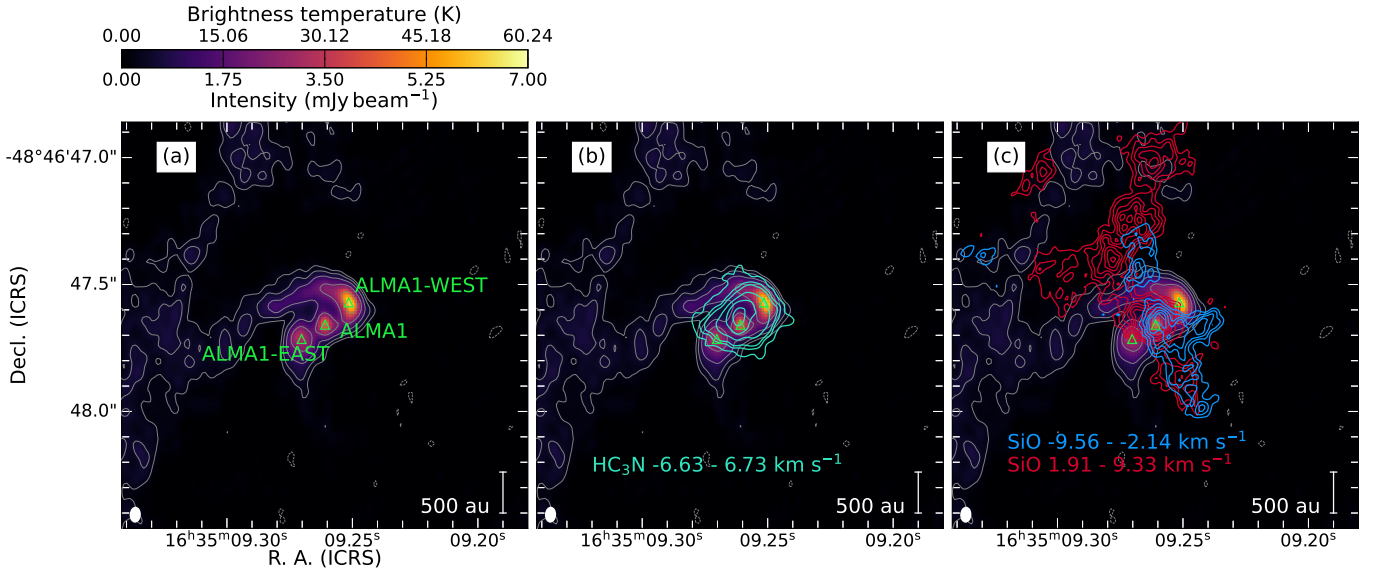 Brightness temperature (K)
0.00 15.06 30.12 45.18 60.24
0.00 1.75 3.50 5.25 7.00
Intensity (mJy beam⁻¹)
(a) (b) (c)
-48°46'47.0"
47.5"
48.0"
Decl. (ICRS)
ALMA1-WEST
ALMA1
ALMA1-EAST
HC₃N -6.63 - 6.73 km s⁻¹
SiO -9.56 - -2.14 km s⁻¹
SiO 1.91 - 9.33 km s⁻¹
500 au 500 au 500 au
16ʰ35ᵐ09.30ˢ 09.25ˢ 09.20ˢ 16ʰ35ᵐ09.30ˢ 09.25ˢ 09.20ˢ 16ʰ35ᵐ09.30ˢ 09.25ˢ 09.20ˢ
R. A. (ICRS)